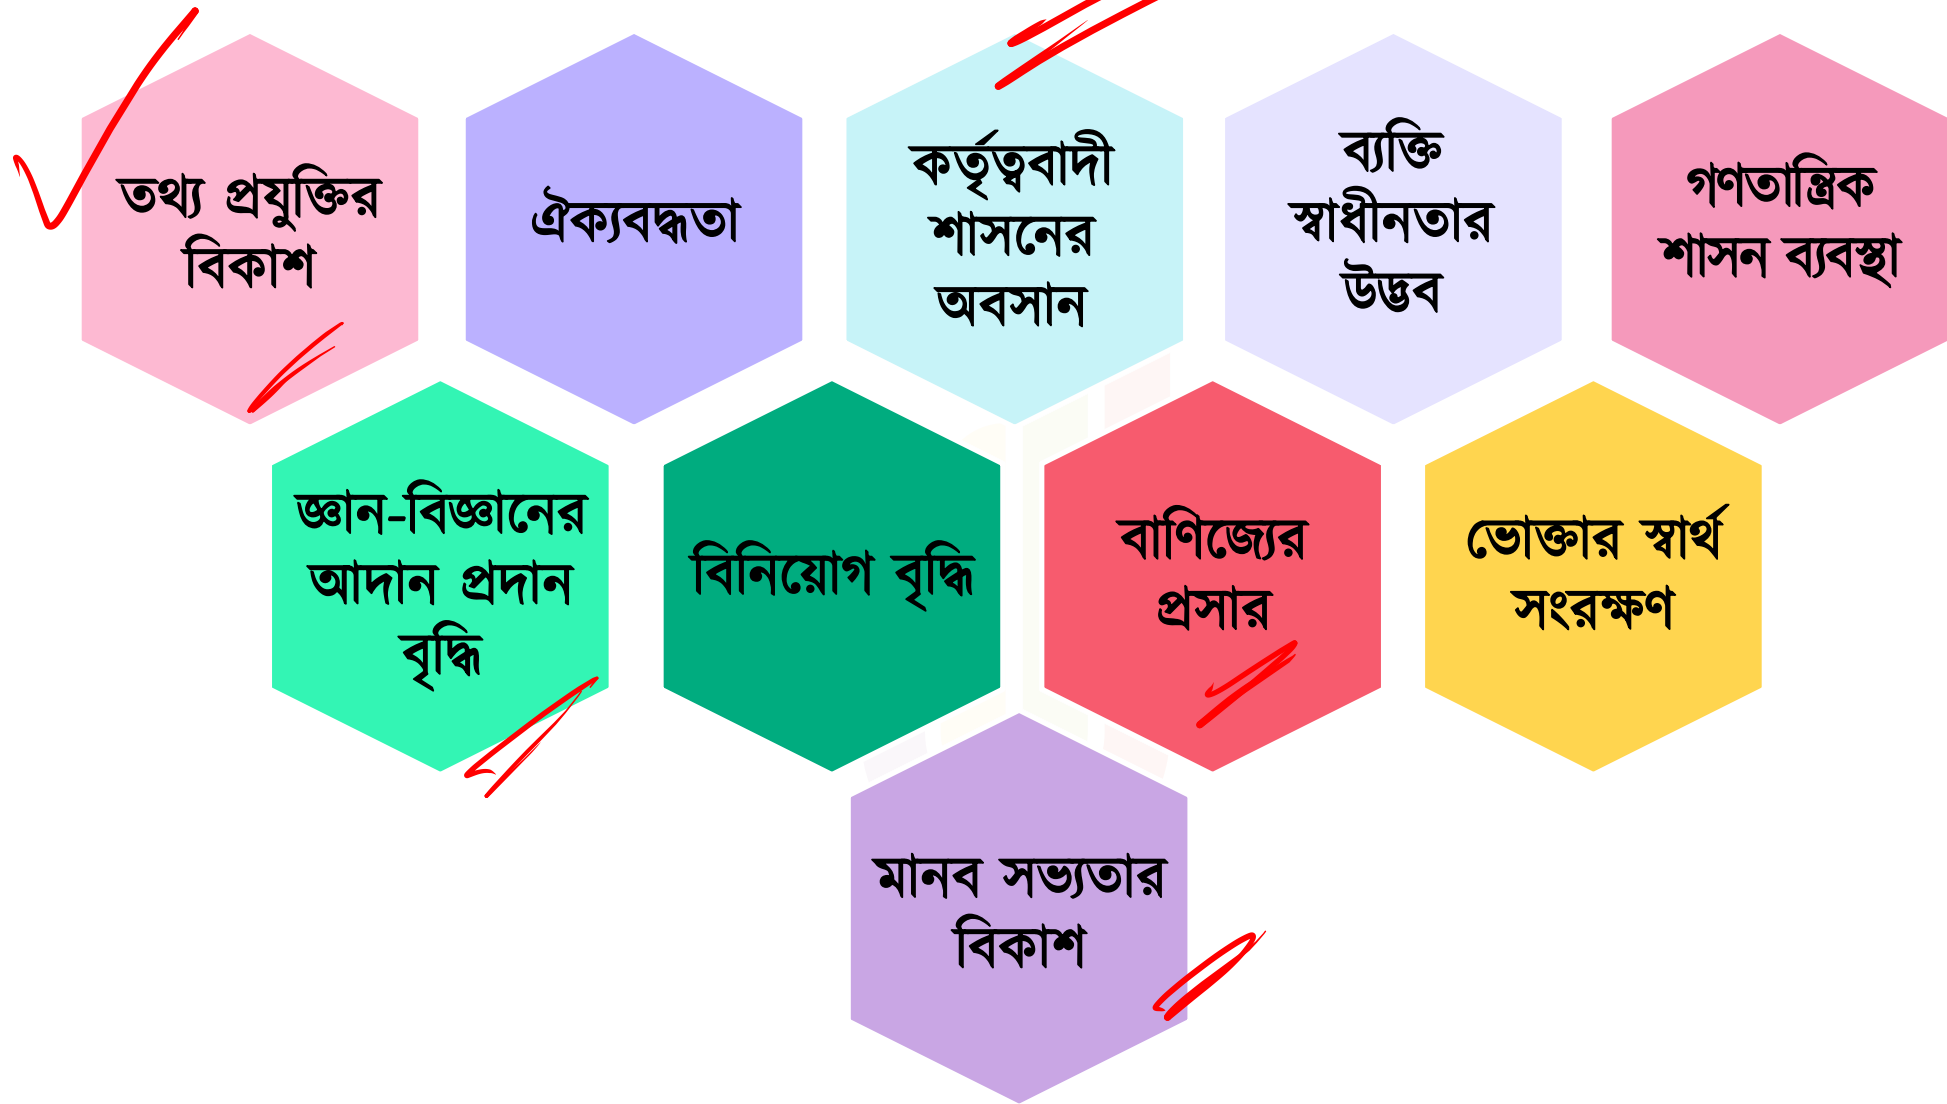 তথ্য প্রযুক্তির
বিকাশ
ঐক্যবদ্ধতা
কর্তৃত্ববাদী
শাসনের
অবসান
ব্যক্তি
স্বাধীনতার
উদ্ভব
গণতান্ত্রিক
শাসন ব্যবস্থা
জ্ঞান-বিজ্ঞানের
আদান প্রদান
বৃদ্ধি
বিনিয়োগ বৃদ্ধি
বাণিজ্যের
প্রসার
ভোক্তার স্বার্থ
সংরক্ষণ
মানব সভ্যতার
বিকাশ